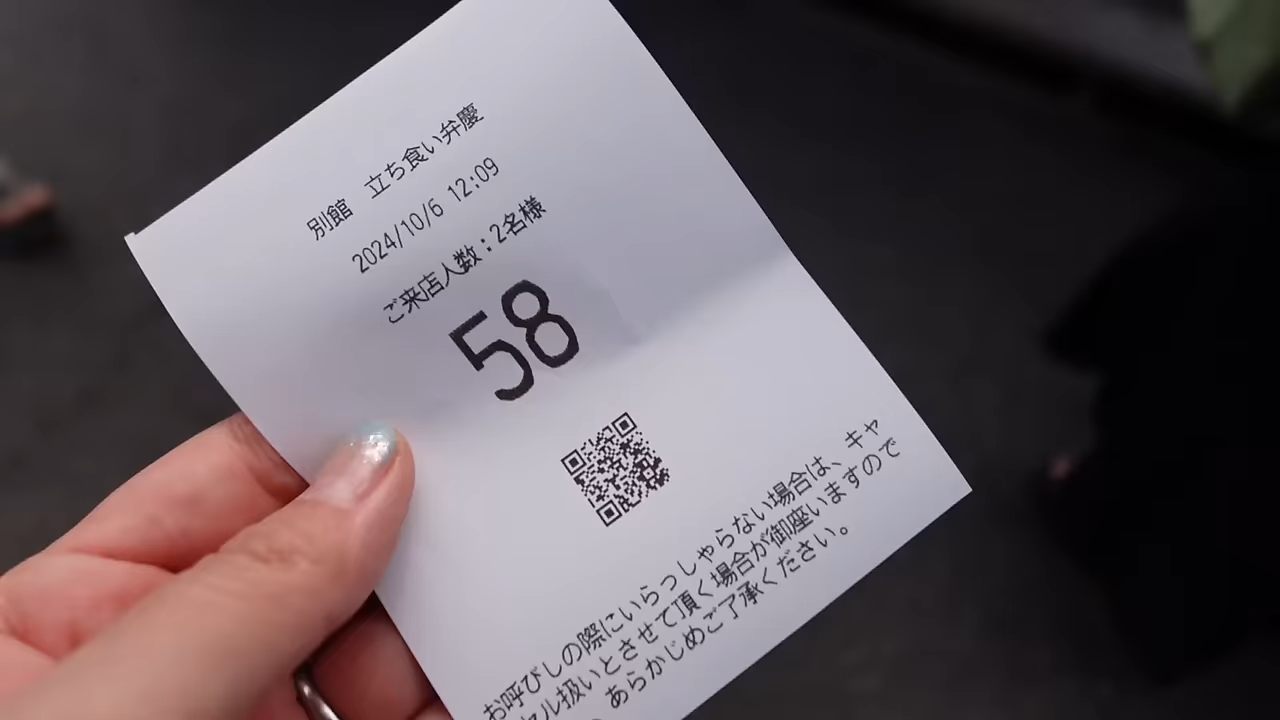 別館 立ち食い弁慶
2024/10/6 12:09
ご来店人数:2名様
58
お呼びしの際にいらっしゃらない場合は、キャ
ンセル扱いとさせて頂く場合が御座いますので
、あらかじめご了承ください。